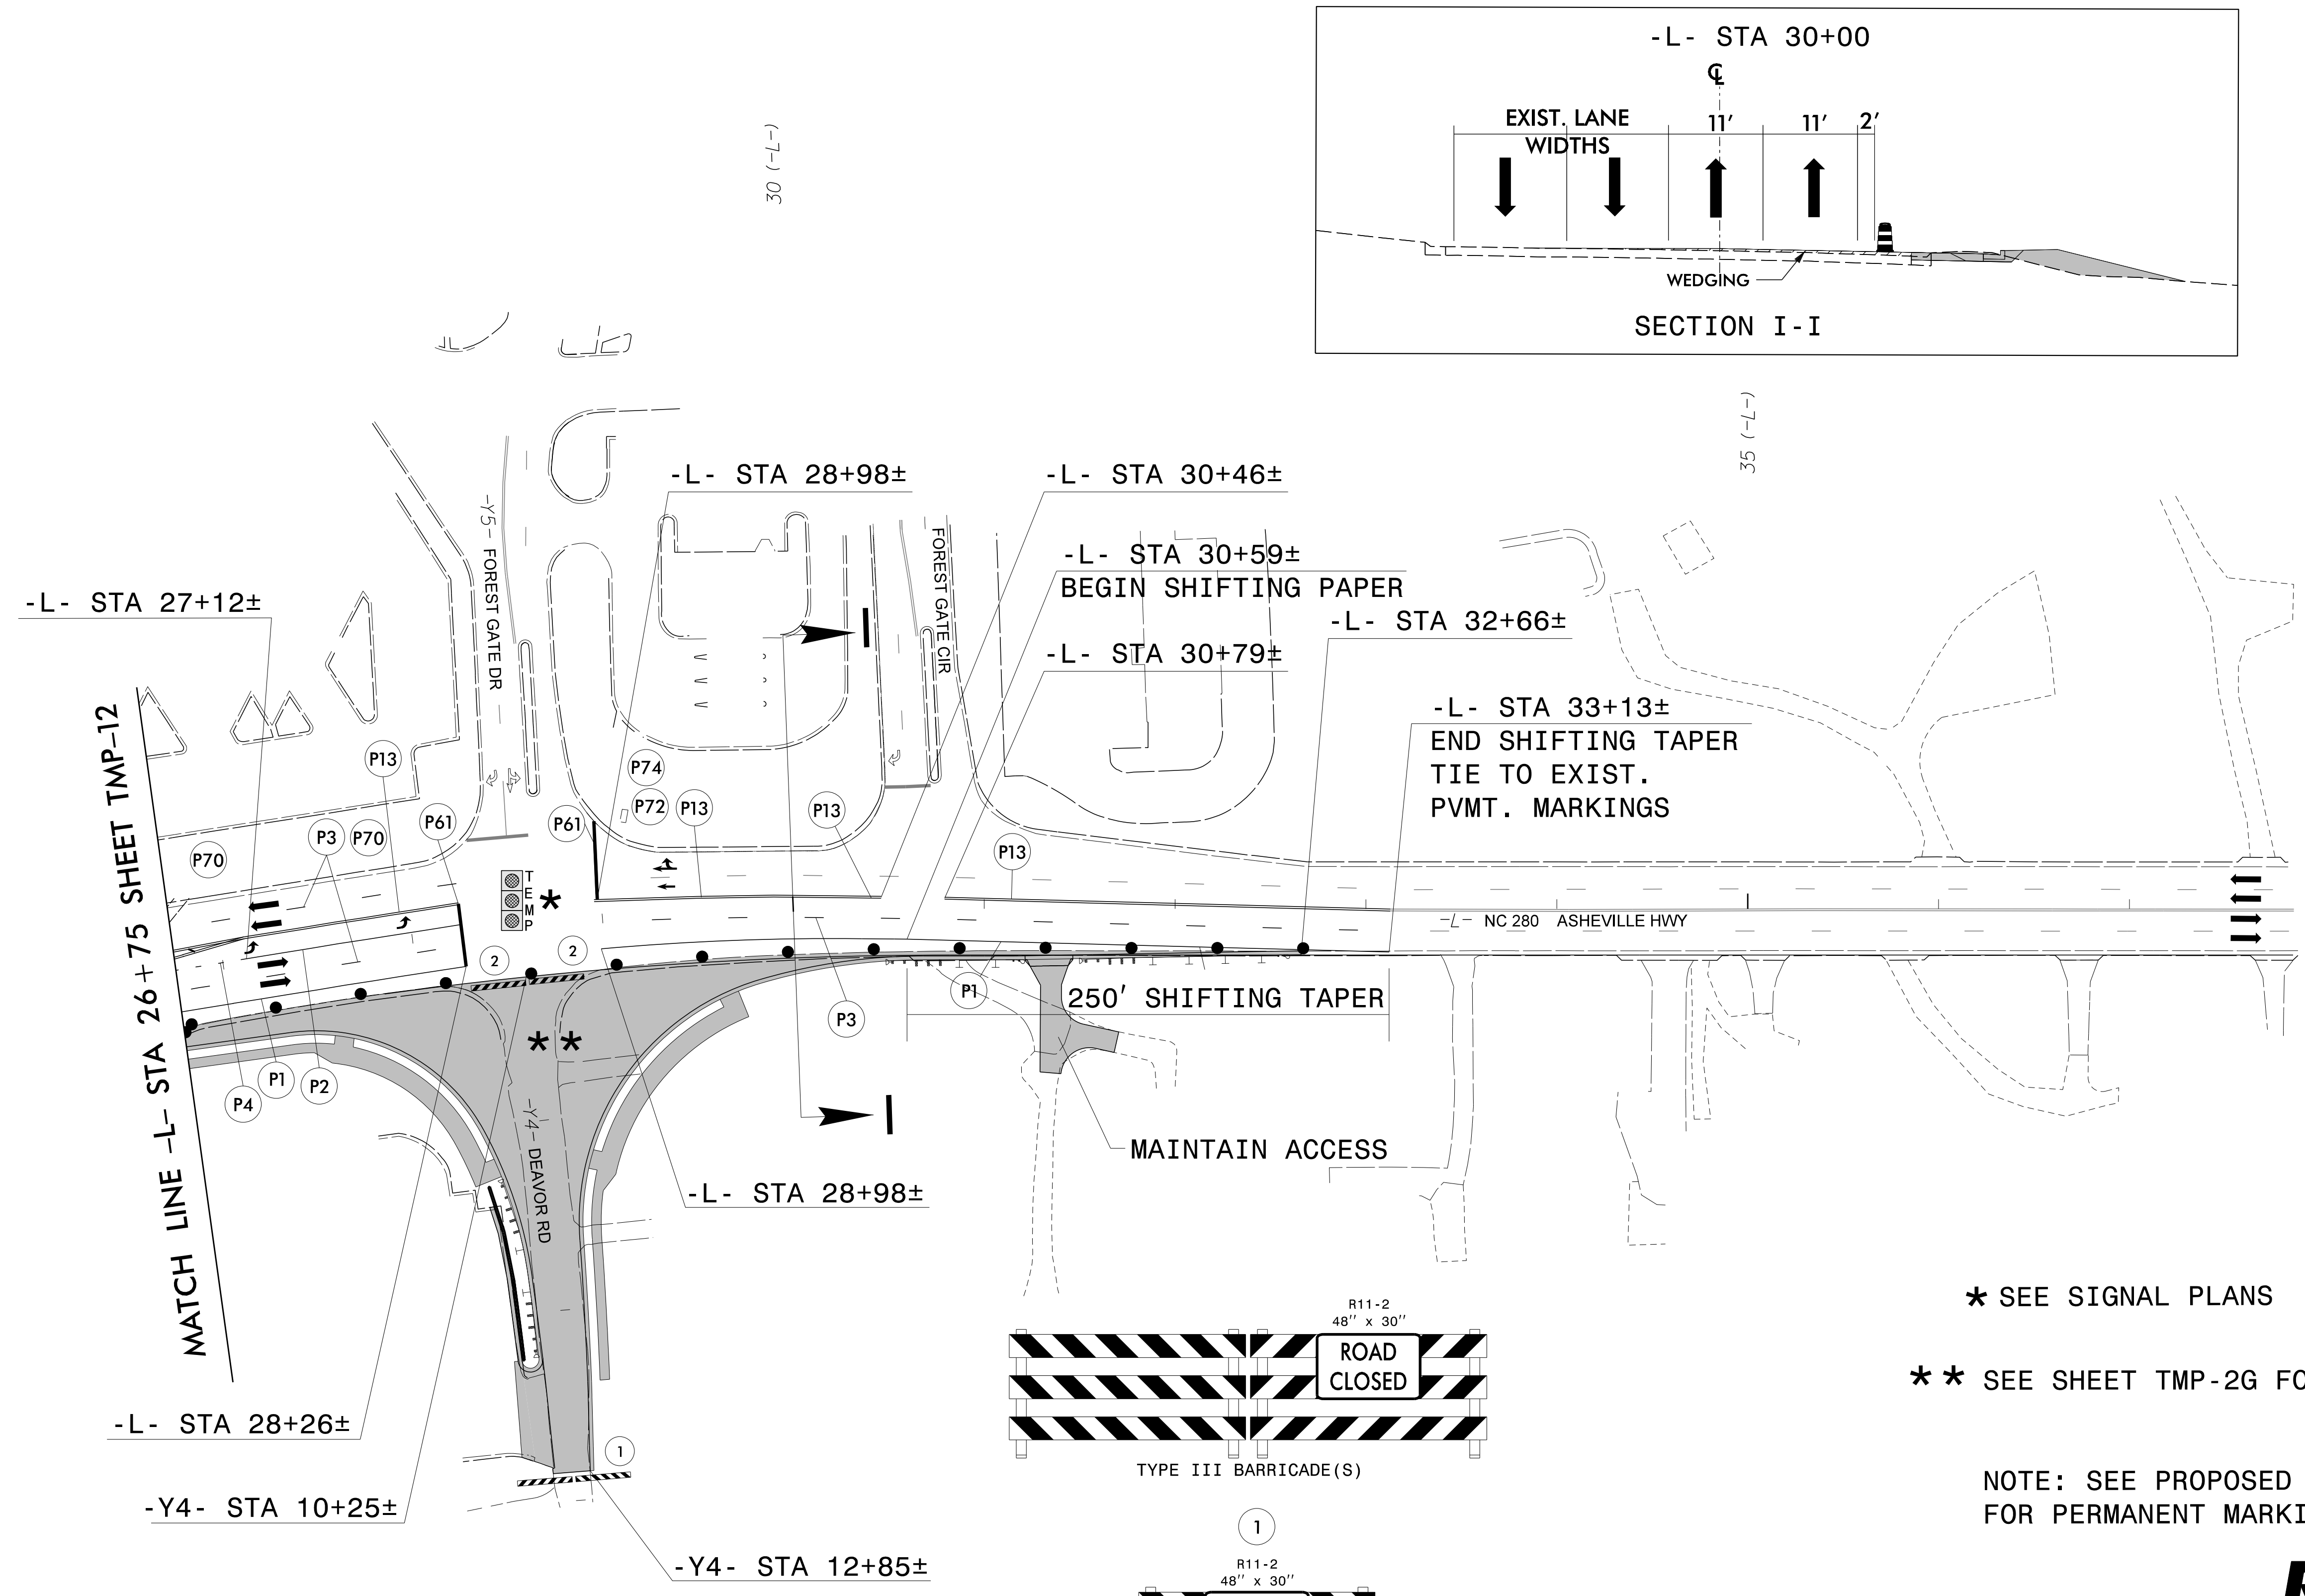 -L- STA 30+00
CL
EXIST. LANE
WIDTHS
11'
11'
2'
WEDGING
SECTION I-I
30 (-L-)
35 (-L-)
-L- STA 28+98±
-L- STA 30+46±
-L- STA 30+59±
BEGIN SHIFTING PAPER
-L- STA 27+12±
-L- STA 32+66±
-L- STA 30+79±
-L- STA 33+13±
END SHIFTING TAPER
TIE TO EXIST.
PVMT. MARKINGS
-Y5- FOREST GATE DR
FOREST GATE CIR
MATCH LINE -L- STA 26+75 SHEET TMP-12
P13
P74
P72
P13
P13
P61
P61
P3
P70
P70
P13
TEMP
*
-L- NC 280 ASHEVILLE HWY
2
2
P1
250' SHIFTING TAPER
P3
**
P4
P1
P2
-Y4- DEAVOR RD
MAINTAIN ACCESS
-L- STA 28+98±
R11-2
48" x 30"
ROAD
CLOSED
TYPE III BARRICADE(S)
1
R11-2
48" x 30"
-L- STA 28+26±
-Y4- STA 10+25±
1
-Y4- STA 12+85±
* SEE SIGNAL PLANS
** SEE SHEET TMP-2G FO
NOTE: SEE PROPOSED
FOR PERMANENT MARKI